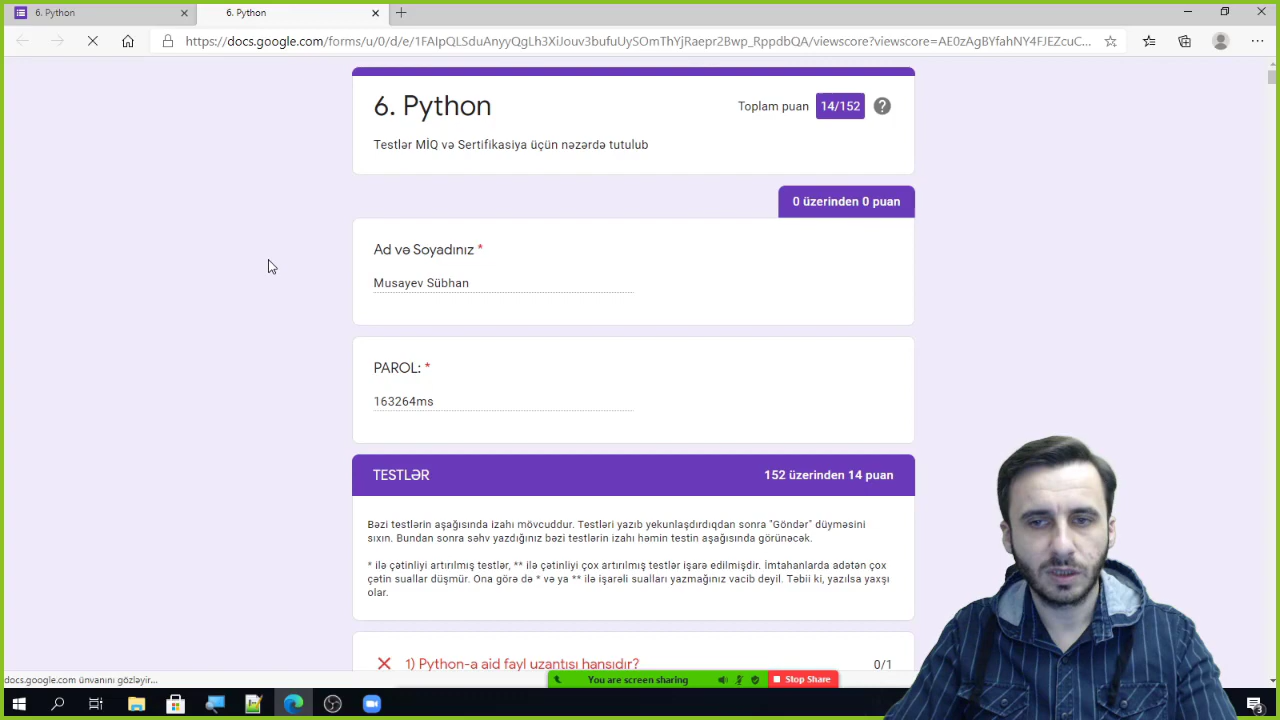 6. Python
6. Python
https://docs.google.com/forms/u/0/d/e/1FAIpQLSduAnyyQgLh3XiJouv3bufuUySOmThYjRaepr2Bwp_RppdbQA/viewscore?viewscore=AE0zAgBYfahNY4FJEZcuC...
6. Python
Toplam puan 14/152 ?
Testlər MİQ və Sertifikasiya üçün nəzərdə tutulub
0 üzerinden 0 puan
Ad və Soyadınız *
Musayev Sübhan
PAROL: *
163264ms
TESTLƏR 152 üzerinden 14 puan
Bəzi testlərin aşağısında izahı mövcuddur. Testləri yazıb yekunlaşdırdıqdan sonra "Göndər" düyməsini
sıxın. Bundan sonra səhv yazdığınız bəzi testlərin izahı həmin testin aşağısında görünəcək.
* ilə çətinliyi artırılmış testlər, ** ilə çətinliyi çox artırılmış testlər işarə edilmişdir. İmtahanlarda adətən çox
çətin suallar düşmür. Ona görə də * və ya ** ilə işarəli sualları yazmağınız vacib deyil. Təbii ki, yazılsa yaxşı
olar.
1) Python-a aid fayl uzantısı hansıdır? 0/1
docs.google.com ünvanını gözləyir...
You are screen sharing Stop Share
3